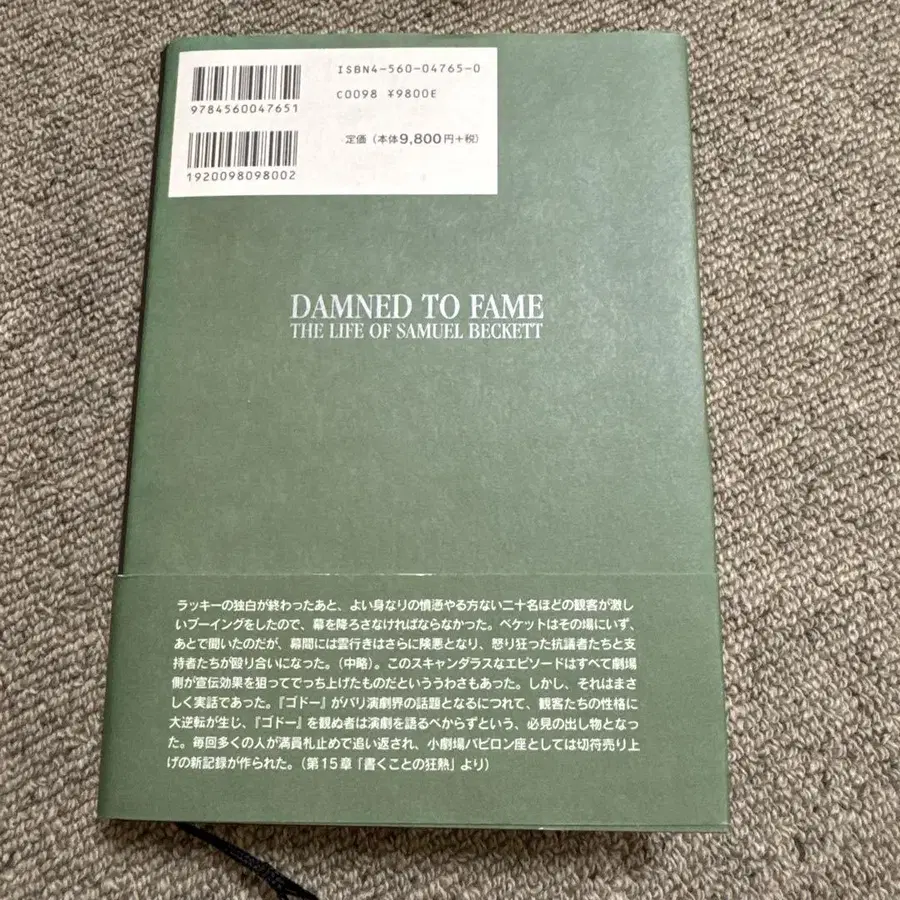 ISBN4-560-04765-0
C0098 ¥9800E
9784560047651
定価（本体9,800円+税）
1920098098002
DAMNED TO FAME
THE LIFE OF SAMUEL BECKETT
ラッキーの独白が終わったあと、よい身なりの憤懣やる方ない二十名ほどの観客が激し
いブーイングをしたので、幕を降ろさなければならなかった。ベケットはその場にいず、
あとで聞いたのだが、幕間には雲行きはさらに険悪となり、怒り狂った抗議者たちと支
持者たちが殴り合いになった。（中略）。このスキャンダラスなエピソードはすべて劇場
側が宣伝効果を狙ってでっち上げたものだといううわさもあった。しかし、それはまさ
しく実話であった。『ゴドー』がパリ演劇界の話題となるにつれて、観客たちの性格に
大逆転が生じ、『ゴドー』を観ぬ者は演劇を語るべからずという、必見の出し物となっ
た。毎回多くの人が満員札止めで追い返され、小劇場バビロン座としては切符売り上
げの新記録が作られた。（第15章「書くことの狂熱」より）